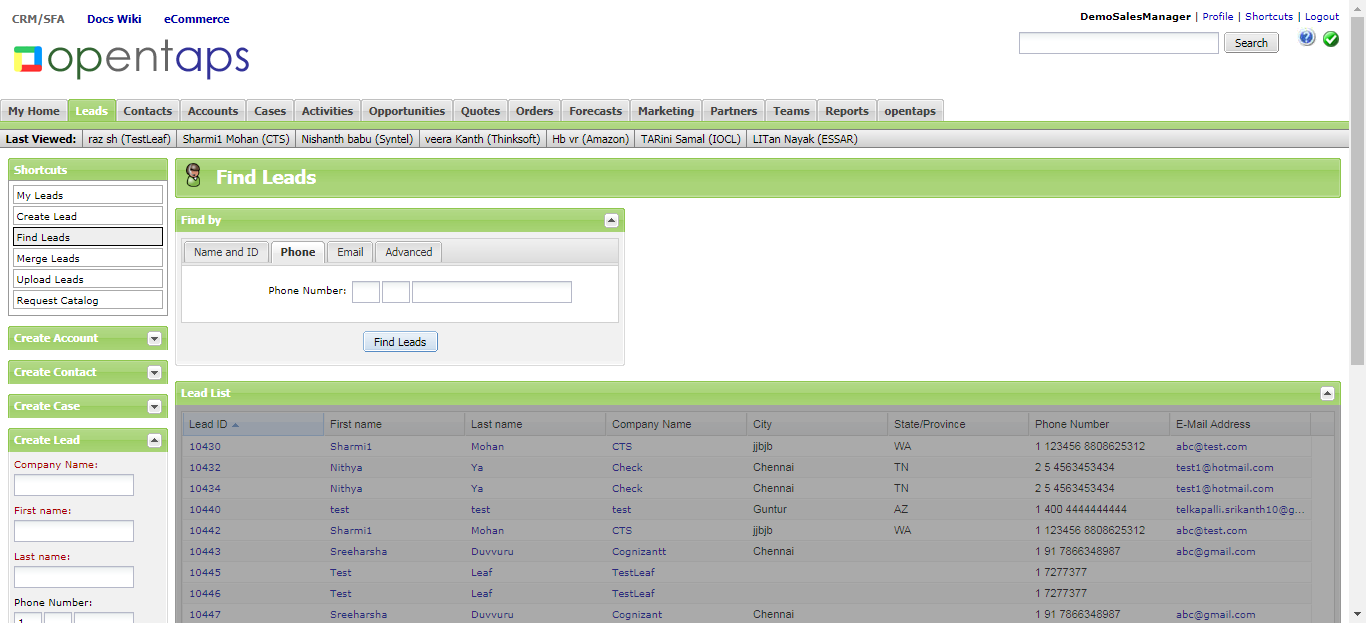 CRM/SFA Docs Wiki eCommerce
DemoSalesManager | Profile | Shortcuts | Logout
opentaps
Search
My Home Leads Contacts Accounts Cases Activities Opportunities Quotes Orders Forecasts Marketing Partners Teams Reports opentaps
Last Viewed: raz sh (TestLeaf) Sharmi1 Mohan (CTS) Nishanth babu (Syntel) veera Kanth (Thinksoft) Hb vr (Amazon) TARini Samal (IOCL) LITan Nayak (ESSAR)
Shortcuts
My Leads
Create Lead
Find Leads
Merge Leads
Upload Leads
Request Catalog
Create Account
Create Contact
Create Case
Create Lead
Company Name:
First name:
Last name:
Phone Number:
1
Find Leads
Find by
Name and ID Phone Email Advanced
Phone Number:
Find Leads
Lead List
Lead ID First name Last name Company Name City State/Province Phone Number E-Mail Address
10430 Sharmi1 Mohan CTS jjbjb WA 1 123456 8808625312 abc@test.com
10432 Nithya Ya Check Chennai TN 2 5 4563453434 test1@hotmail.com
10434 Nithya Ya Check Chennai TN 2 5 4563453434 test1@hotmail.com
10440 test test test Guntur AZ 1 400 4444444444 telkapalli.srikanth10@g...
10442 Sharmi1 Mohan CTS jjbjb WA 1 123456 8808625312 abc@test.com
10443 Sreeharsha Duvvuru Cognizantt Chennai 1 91 7866348987 abc@gmail.com
10445 Test Leaf TestLeaf 1 7277377
10446 Test Leaf TestLeaf 1 7277377
10447 Sreeharsha Duvvuru Cognizant Chennai 1 91 7866348987 abc@gmail.com